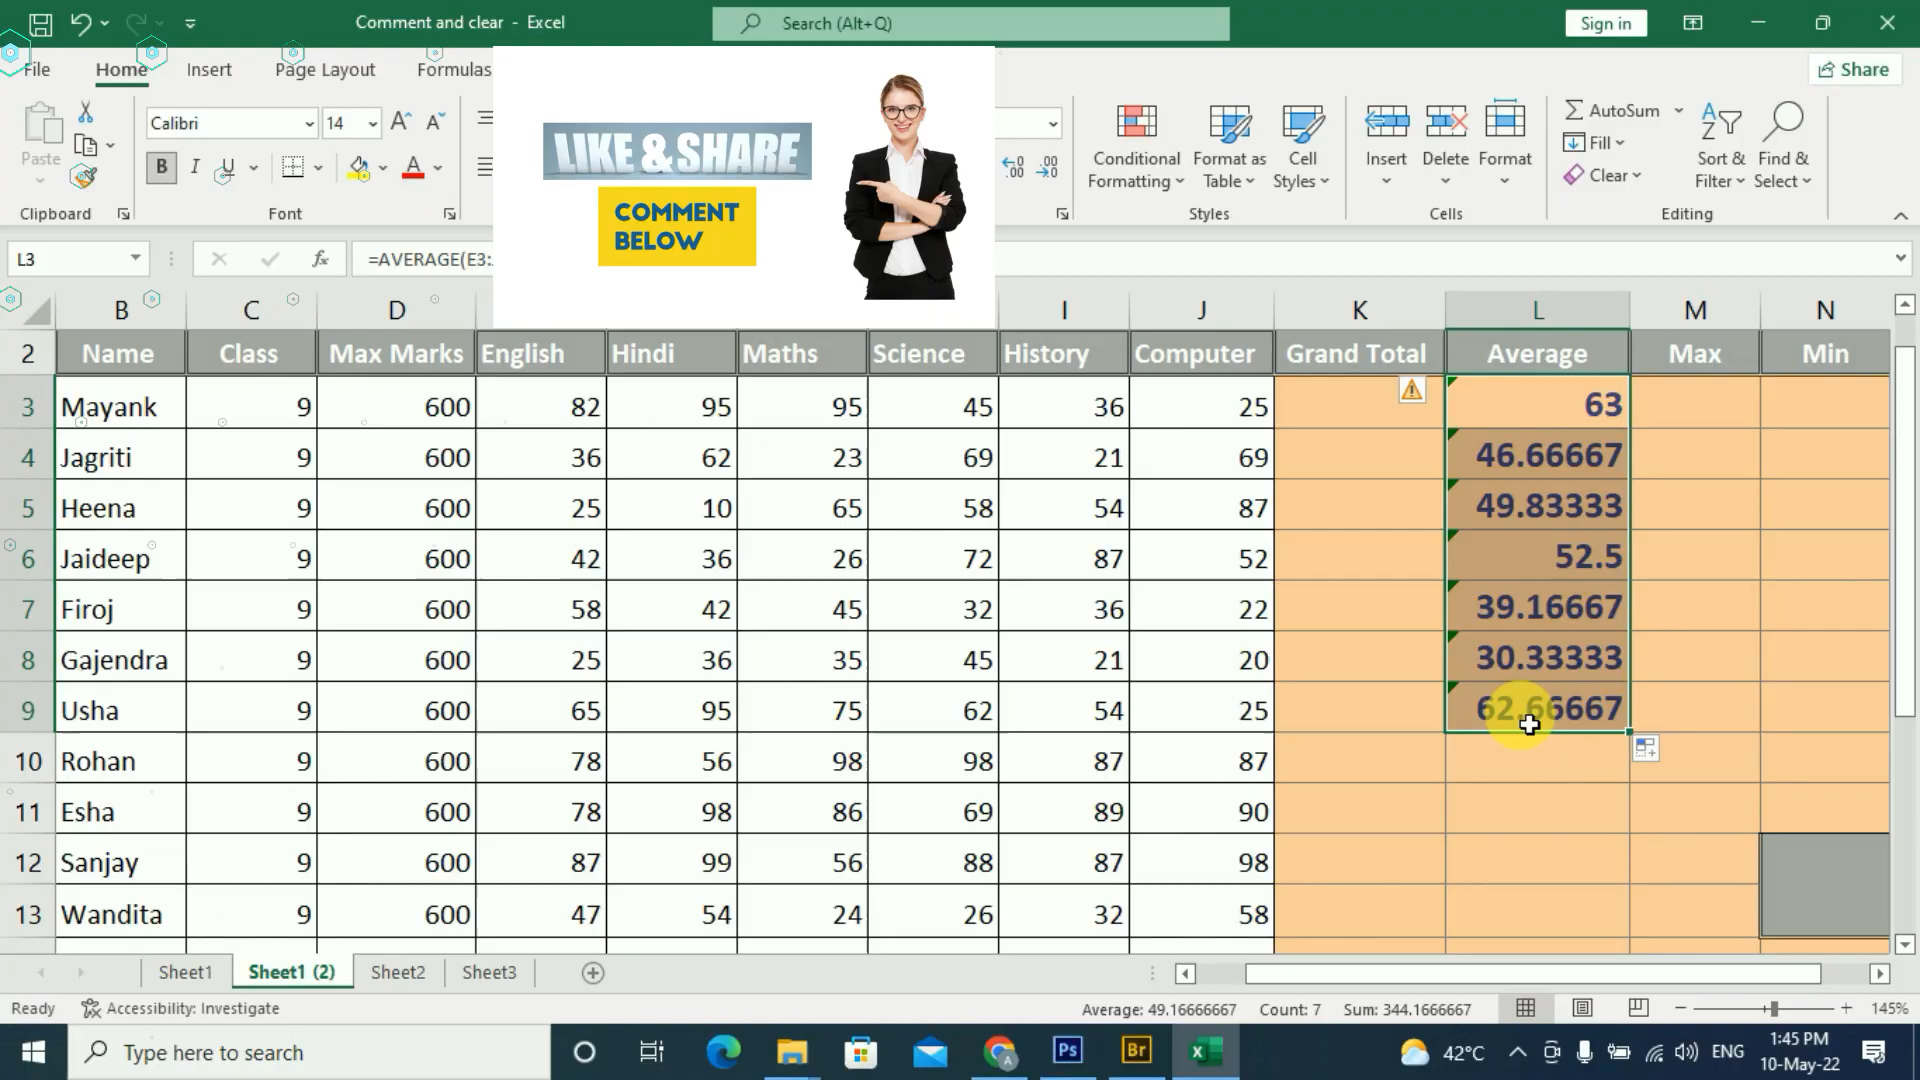 Comment and clear - Excel
Search (Alt+Q)
Sign in
File Home Insert Page Layout Formulas
Share
Paste
Clipboard
Calibri 14
B I U A
Font
LIKE & SHARE
COMMENT
BELOW
Conditional
Formatting
Format as
Table
Cell
Styles
Styles
Insert Delete Format
Cells
AutoSum
Fill
Clear
Sort &
Filter
Find &
Select
Editing
L3 fx =AVERAGE(E3:
B C D I J K L M N
2 Name Class Max Marks English Hindi Maths Science History Computer Grand Total Average Max Min
3 Mayank 9 600 82 95 95 45 36 25 63
4 Jagriti 9 600 36 62 23 69 21 69 46.66667
5 Heena 9 600 25 10 65 58 54 87 49.83333
6 Jaideep 9 600 42 36 26 72 87 52 52.5
7 Firoj 9 600 58 42 45 32 36 22 39.16667
8 Gajendra 9 600 25 36 35 45 21 20 30.33333
9 Usha 9 600 65 95 75 62 54 25 62.66667
10 Rohan 9 600 78 56 98 98 87 87
11 Esha 9 600 78 98 86 69 89 90
12 Sanjay 9 600 87 99 56 88 87 98
13 Wandita 9 600 47 54 24 26 32 58
Sheet1 Sheet1 (2) Sheet2 Sheet3
Ready Accessibility: Investigate Average: 49.16666667 Count: 7 Sum: 344.1666667 145%
Type here to search
Ps Br X
42°C ENG
1:45 PM
10-May-22